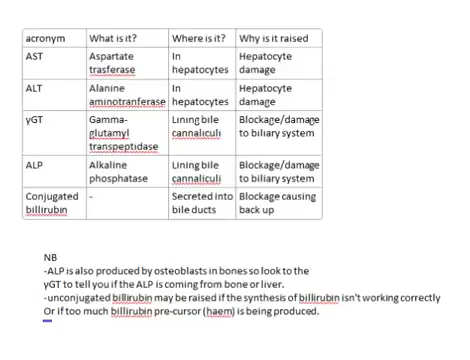 acronym What is it? Where is it? Why is it raised
AST Aspartate In Hepatocyte
trasferase hepatocytes damage
ALT Alanine In Hepatocyte
aminotranferase hepatocytes damage
γGT Gamma- Lining bile Blockage/damage
glutamyl cannaliculi to biliary system
transpeptidase
ALP Alkaline Lining bile Blockage/damage
phosphatase cannaliculi to biliary system
Conjugated - Secreted into Blockage causing
billirubin bile ducts back up
NB
-ALP is also produced by osteoblasts in bones so look to the
γGT to tell you if the ALP is coming from bone or liver.
-unconjugated billirubin may be raised if the synthesis of billirubin isn't working correctly
Or if too much billirubin pre-cursor (haem) is being produced.